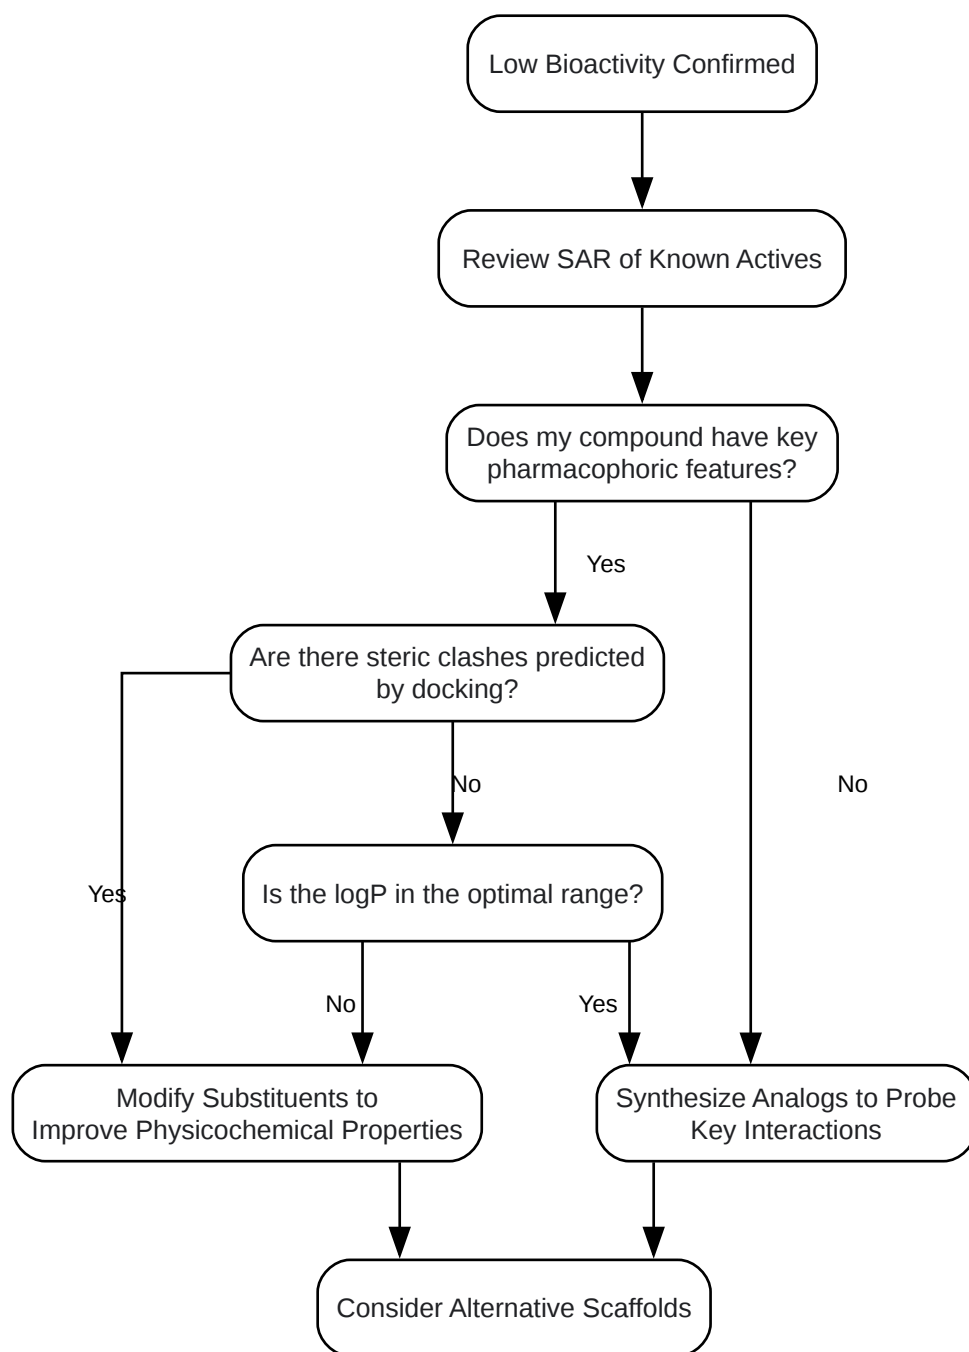 Low Bioactivity Confirmed
Review SAR of Known Actives
Does my compound have key
pharmacophoric features?
Yes
Are there steric clashes predicted
by docking?
No
No
Is the logP in the optimal range?
Yes
No
Yes
Modify Substituents to
Improve Physicochemical Properties
Synthesize Analogs to Probe
Key Interactions
Consider Alternative Scaffolds